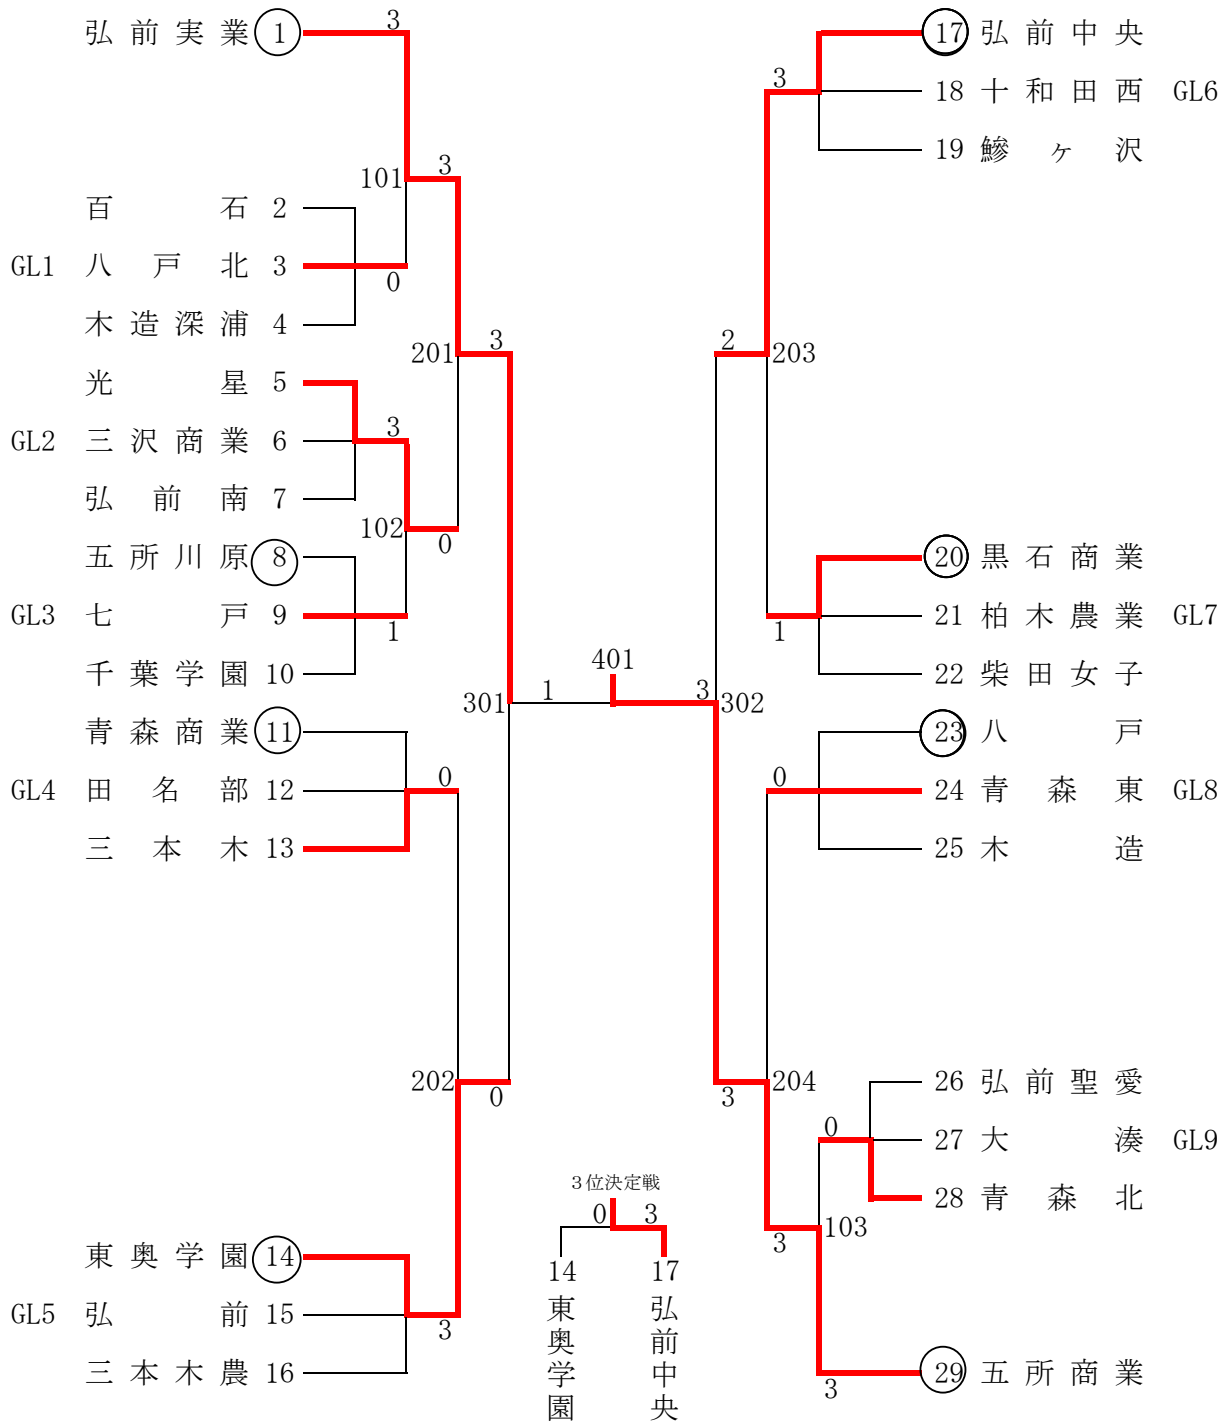 弘前実業 1
3
101
3
百石 2
GL1 八戸北 3
0
木造深浦 4
201
3
光星 5
3
GL2 三沢商業 6
弘前南 7
102
0
五所川原 8
GL3 七戸 9
1
千葉学園 10
301
1
青森商業 11
0
GL4 田名部 12
三本木 13
202
0
東奥学園 14
GL5 弘前 15
3
三本木農 16
401
17 弘前中央
3
18 十和田西 GL6
19 鰺ヶ沢
2
203
20 黒石商業
21 柏木農業 GL7
1
22 柴田女子
3
302
23 八戸
0
24 青森東 GL8
25 木造
204
3
26 弘前聖愛
0
27 大湊 GL9
28 青森北
103
3
29 五所商業
3
3位決定戦
0 3
14 17
東奥学園
弘前中央